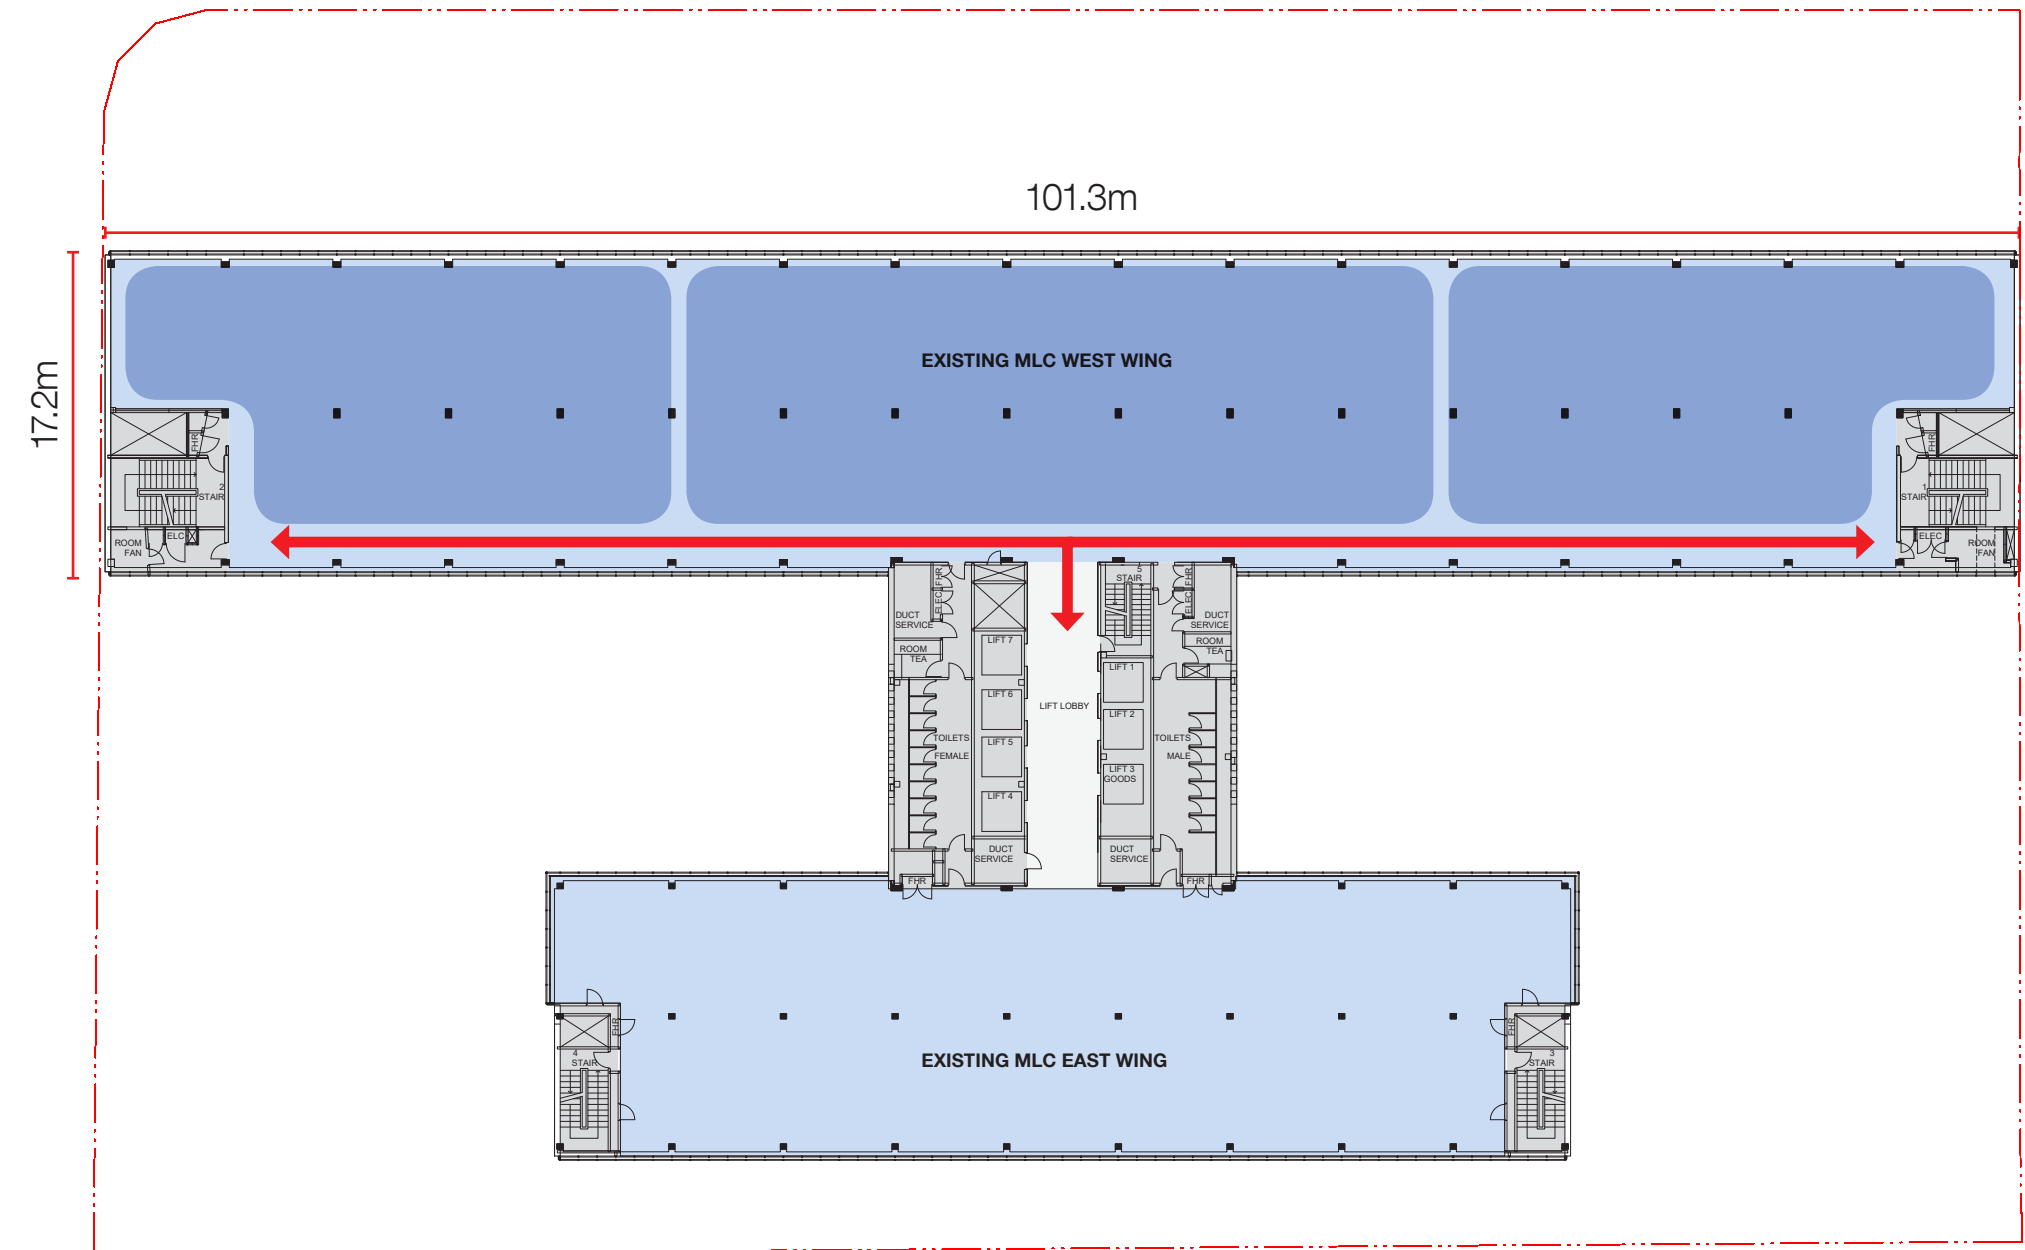 101.3m
17.2m
EXISTING MLC WEST WING
FHR
2
STAIR
ELC
ROOM
FAN
FHR
1
STAIR
ELEC
ROOM
FAN
FHR
ELEC
DUCT
SERVICE
ROOM
TEA
5
STAIR
FHR
ELEC
DUCT
SERVICE
ROOM
TEA
LIFT 7
LIFT 6
LIFT 5
LIFT 4
LIFT LOBBY
LIFT 1
LIFT 2
LIFT 3
GOODS
TOILETS
FEMALE
TOILETS
MALE
DUCT
SERVICE
DUCT
SERVICE
FHR
FHR
FHR
4
STAIR
EXISTING MLC EAST WING
FHR
3
STAIR